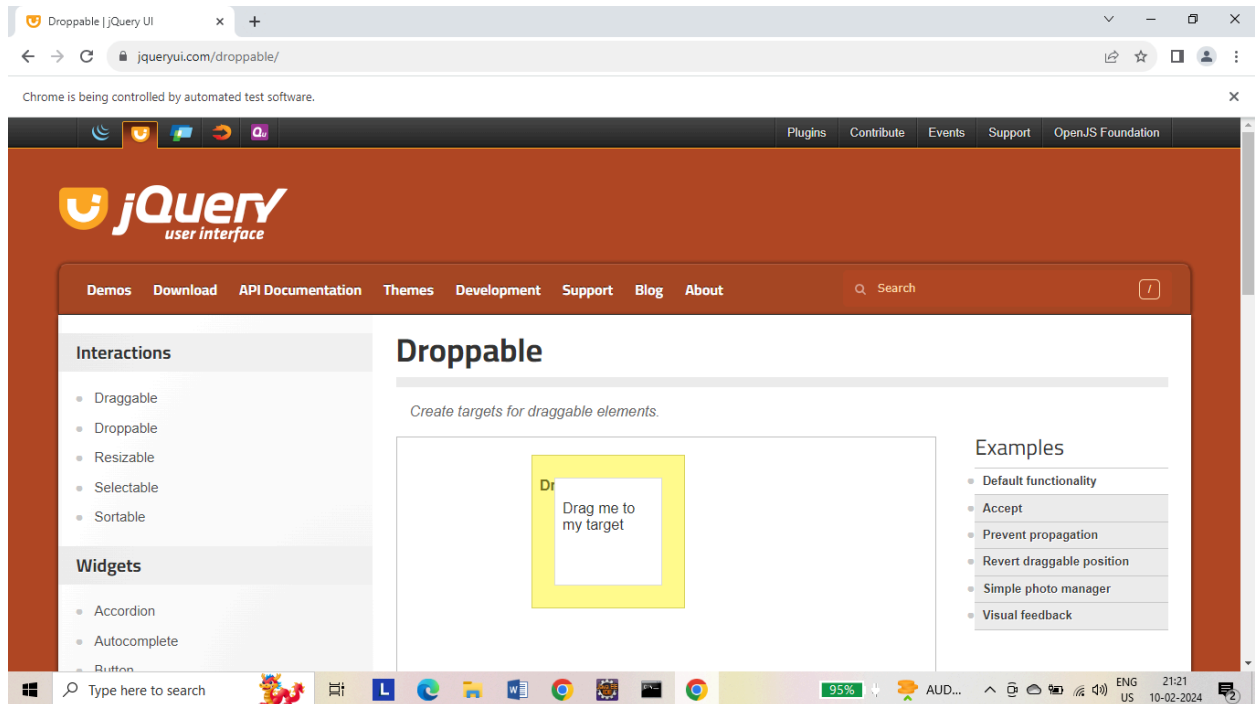 Droppable | jQuery UI
jqueryui.com/droppable/
Chrome is being controlled by automated test software.
Plugins Contribute Events Support OpenJS Foundation
jQuery
user interface
Demos Download API Documentation Themes Development Support Blog About Search /
Interactions
Draggable
Droppable
Resizable
Selectable
Sortable
Widgets
Accordion
Autocomplete
Button
Droppable
Create targets for draggable elements.
Dr
Drag me to
my target
Examples
Default functionality
Accept
Prevent propagation
Revert draggable position
Simple photo manager
Visual feedback
Type here to search
L
95%
AUD...
ENG
US
21:21
10-02-2024
2